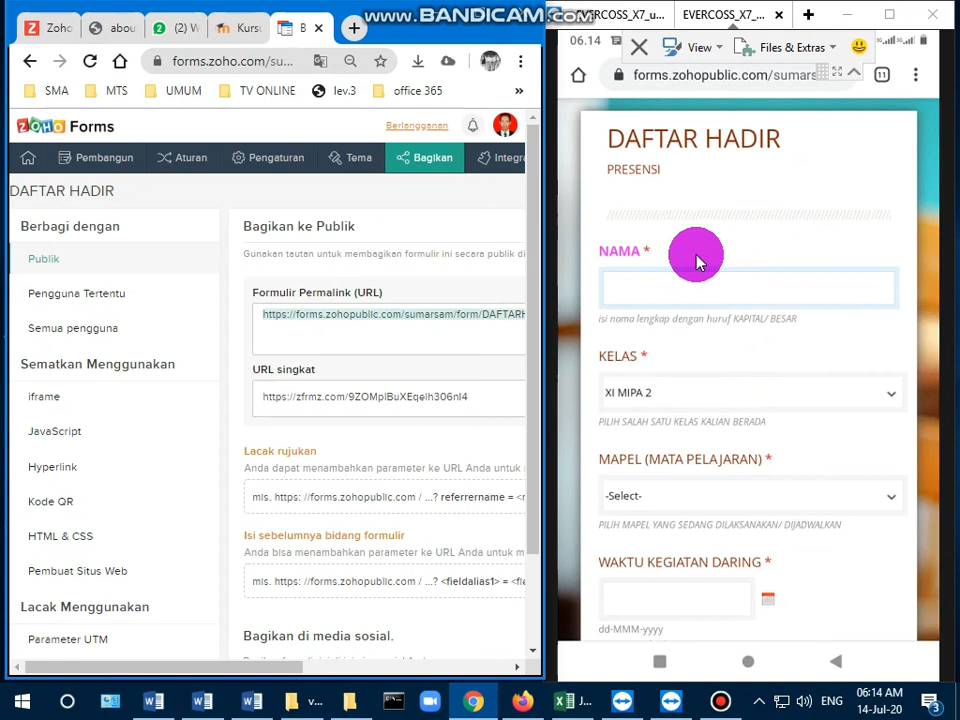 www.BANDICAM.com
Zoho
abou
(2) W
Kurs
B
EVERCOSS_X7_u...
EVERCOSS_X7_...
forms.zoho.com/su...
SMA
MTS
UMUM
TV ONLINE
lev.3
office 365
»
06.14
View
Files & Extras
forms.zohopublic.com/sumars
11
ZOHO Forms
Berlangganan
Pembangun
Aturan
Pengaturan
Tema
Bagikan
Integra
DAFTAR HADIR
Berbagi dengan
Publik
Pengguna Tertentu
Semua pengguna
Sematkan Menggunakan
iframe
JavaScript
Hyperlink
Kode QR
HTML & CSS
Pembuat Situs Web
Lacak Menggunakan
Parameter UTM
Bagikan ke Publik
Gunakan tautan untuk membagikan formulir ini secara publik di
Formulir Permalink (URL)
https://forms.zohopublic.com/sumarsam/form/DAFTARH
URL singkat
Lacak rujukan
Anda dapat menambahkan parameter ke URL Anda untuk
mis. https: // forms.zohopublic.com / ...? referrername = <r
Isi sebelumnya bidang formulir
Anda bisa menambahkan parameter ke URL Anda untuk m
mis. https: // forms.zohopublic.com / ...? <fieldalias1> = <fi
Bagikan di media sosial.
DAFTAR HADIR
PRESENSI
NAMA *
isi nama lengkap dengan huruf KAPITAL/ BESAR
KELAS *
XI MIPA 2
PILIH SALAH SATU KELAS KALIAN BERADA
MAPEL (MATA PELAJARAN) *
-Select-
PILIH MAPEL YANG SEDANG DILAKSANAKAN/ DIJADWALKAN
WAKTU KEGIATAN DARING *
dd-MMM-yyyy
v...
J...
ENG
06:14 AM
14-Jul-20
3